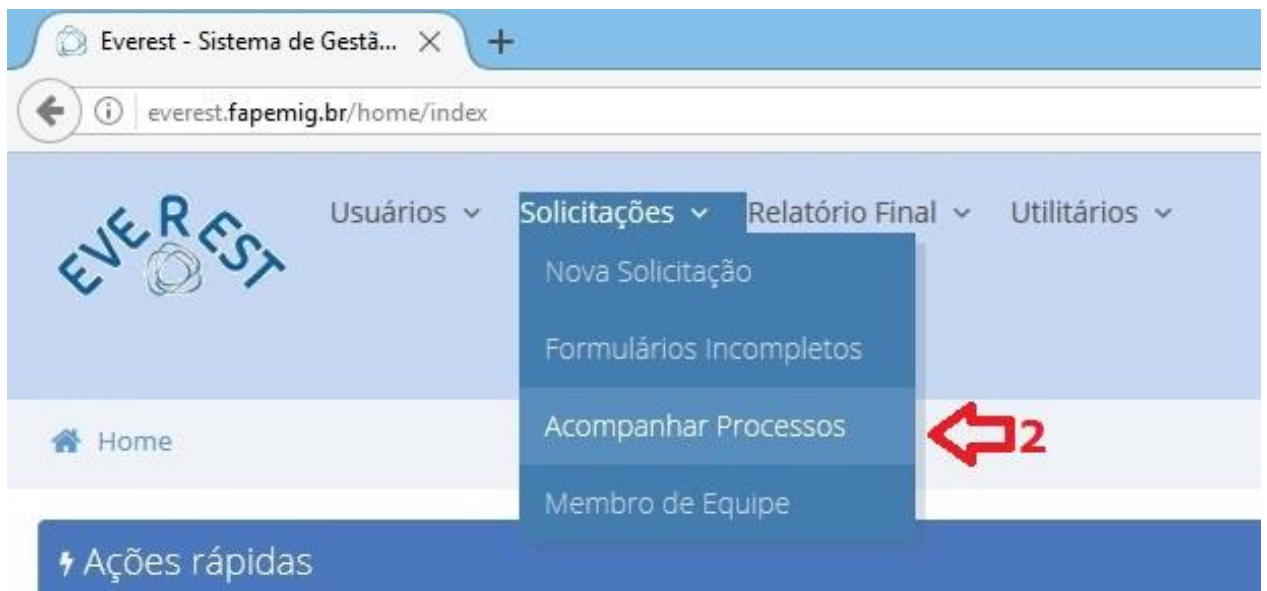 Everest - Sistema de Gestã...
everest.fapemig.br/home/index
EVEREST
Usuários Solicitações Relatório Final Utilitários
Nova Solicitação
Formulários Incompletos
Acompanhar Processos 2
Home
Membro de Equipe
Ações rápidas